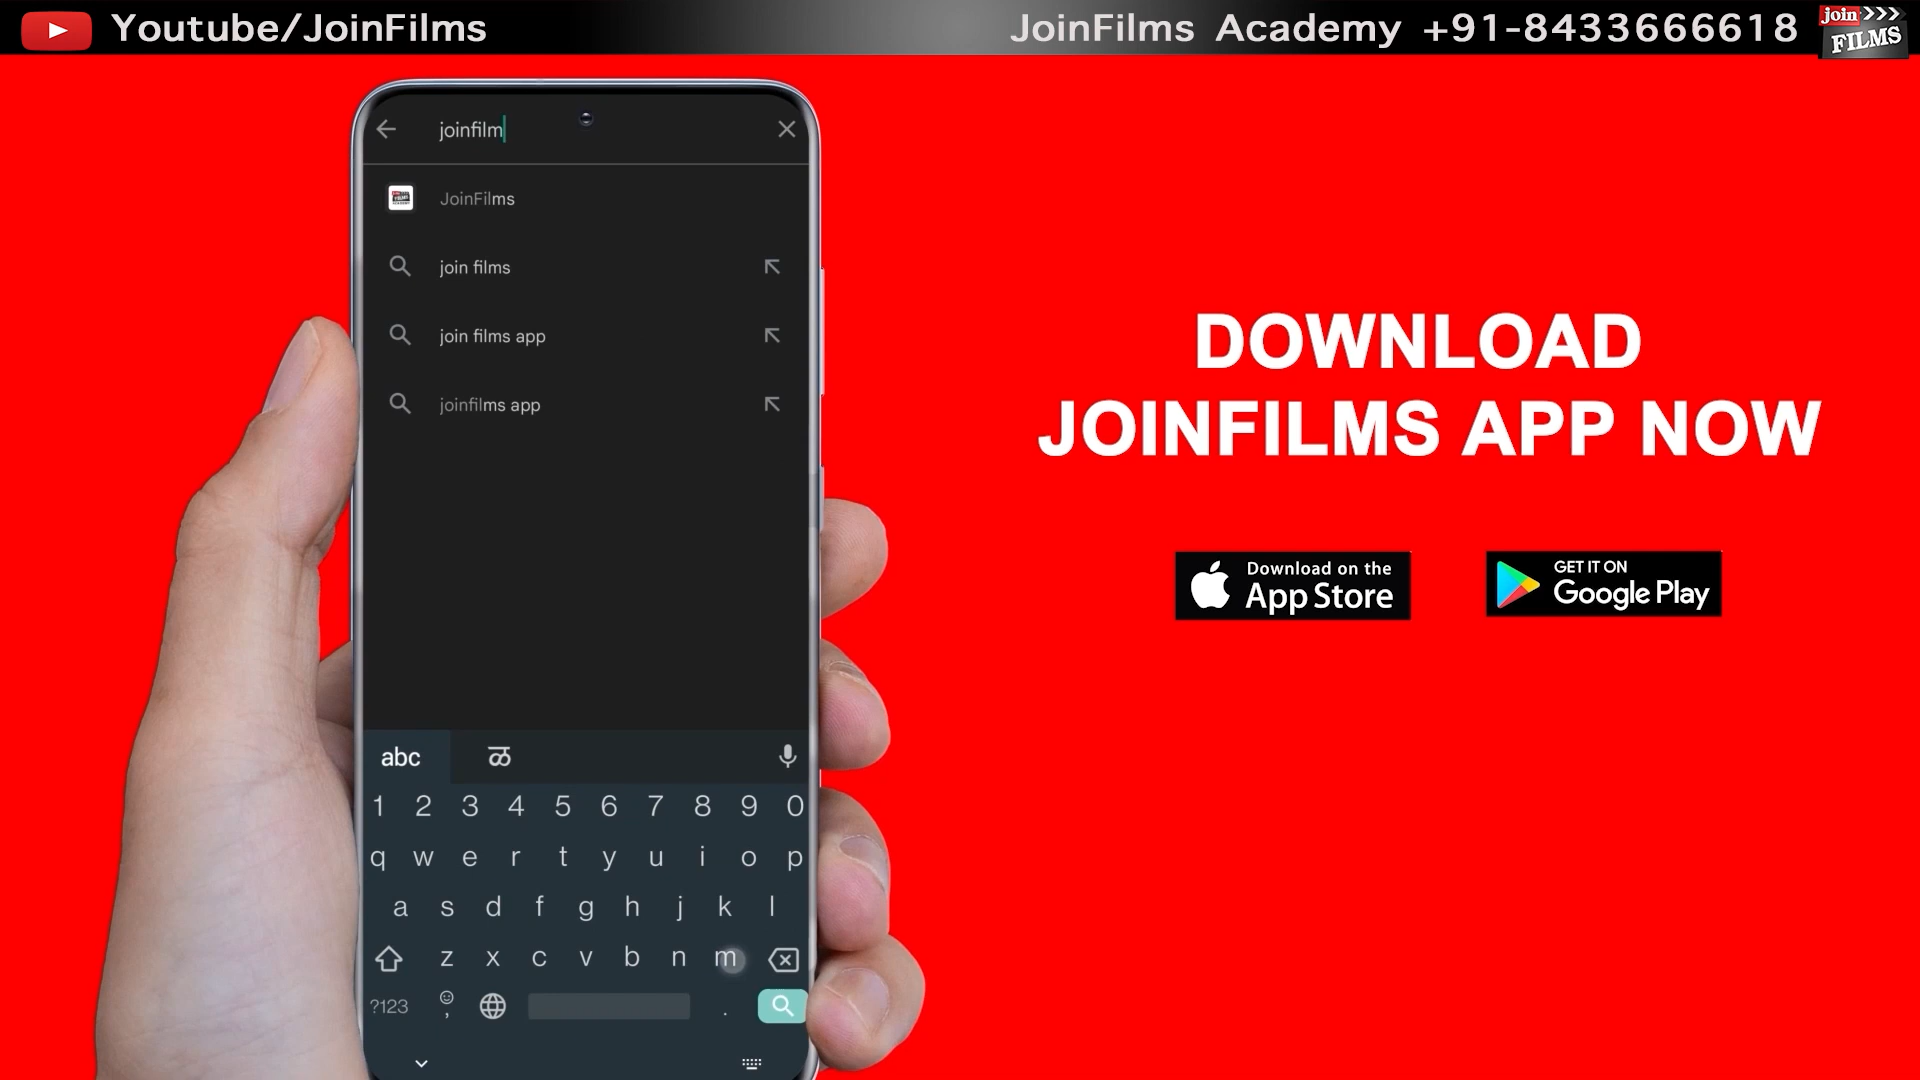 Youtube/JoinFilms
JoinFilms Academy +91-8433666618
join
FILMS
joinfilm
JoinFilms
join films
join films app
joinfilms app
DOWNLOAD
JOINFILMS APP NOW
Download on the
App Store
GET IT ON
Google Play
abc
1 2 3 4 5 6 7 8 9 0
q w e r t y u i o p
a s d f g h j k l
z x c v b n m
?123 , .